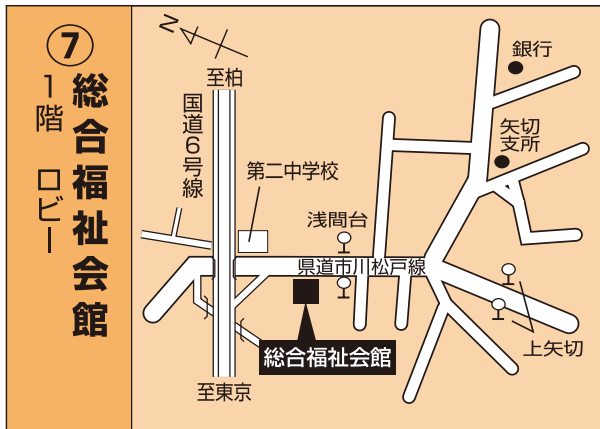 ⑦
総合福祉会館
1階 ロビー
N
至柏
国道6号線
第二中学校
浅間台
県道市川松戸線
銀行
矢切
支所
上矢切
総合福祉会館
至東京